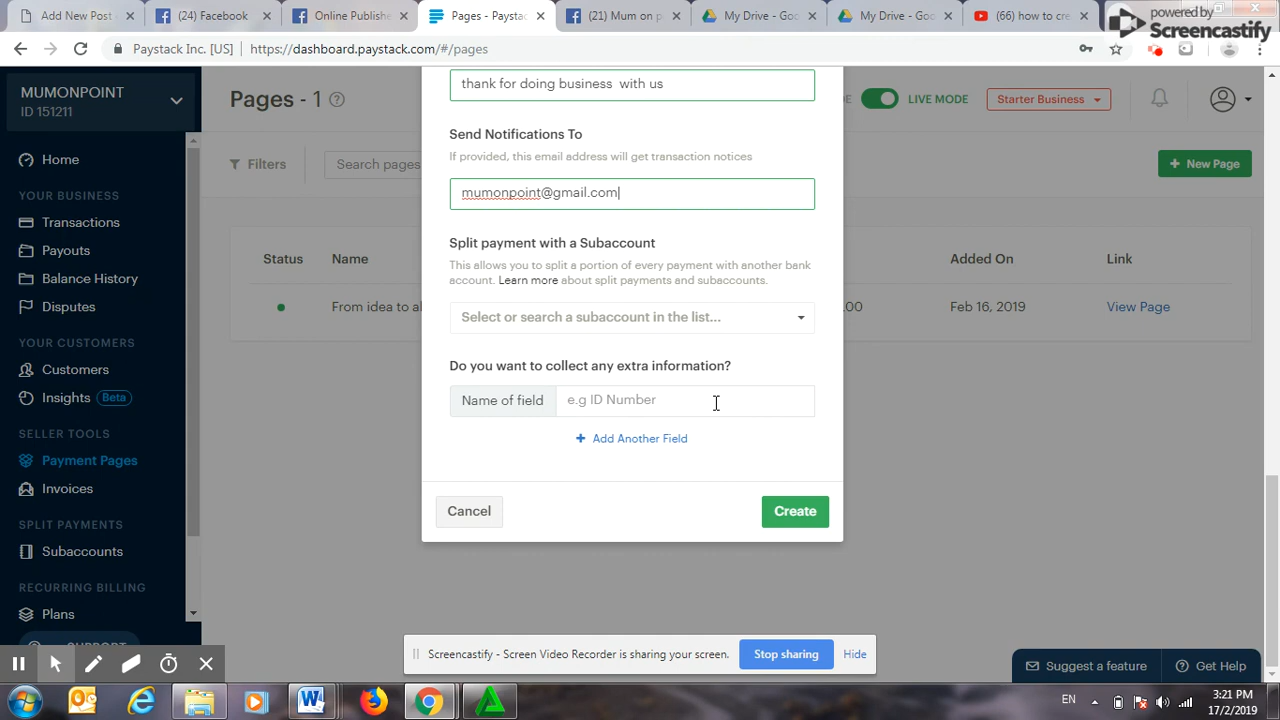 Add New Post
(24) Facebook
Online Publishe
Pages - Paystac
(21) Mum on p
My Drive - Goo
My Drive - Goo
(66) how to cre
powered by
Screencastify
Paystack Inc. [US]
https://dashboard.paystack.com/#/pages
MUMONPOINT
ID 151211
Home
YOUR BUSINESS
Transactions
Payouts
Balance History
Disputes
YOUR CUSTOMERS
Customers
Insights Beta
SELLER TOOLS
Payment Pages
Invoices
SPLIT PAYMENTS
Subaccounts
RECURRING BILLING
Plans
SUPPORT
Pages - 1
LIVE MODE
Starter Business
Filters
Search pages
New Page
Status
Name
Added On
Link
From idea to al
.00
Feb 16, 2019
View Page
thank for doing business  with us
Send Notifications To
If provided, this email address will get transaction notices
mumonpoint@gmail.com
Split payment with a Subaccount
This allows you to split a portion of every payment with another bank
account. Learn more about split payments and subaccounts.
Select or search a subaccount in the list...
Do you want to collect any extra information?
Name of field
e.g ID Number
Add Another Field
Cancel
Create
Screencastify - Screen Video Recorder is sharing your screen.
Stop sharing
Hide
Suggest a feature
Get Help
EN
3:21 PM
17/2/2019